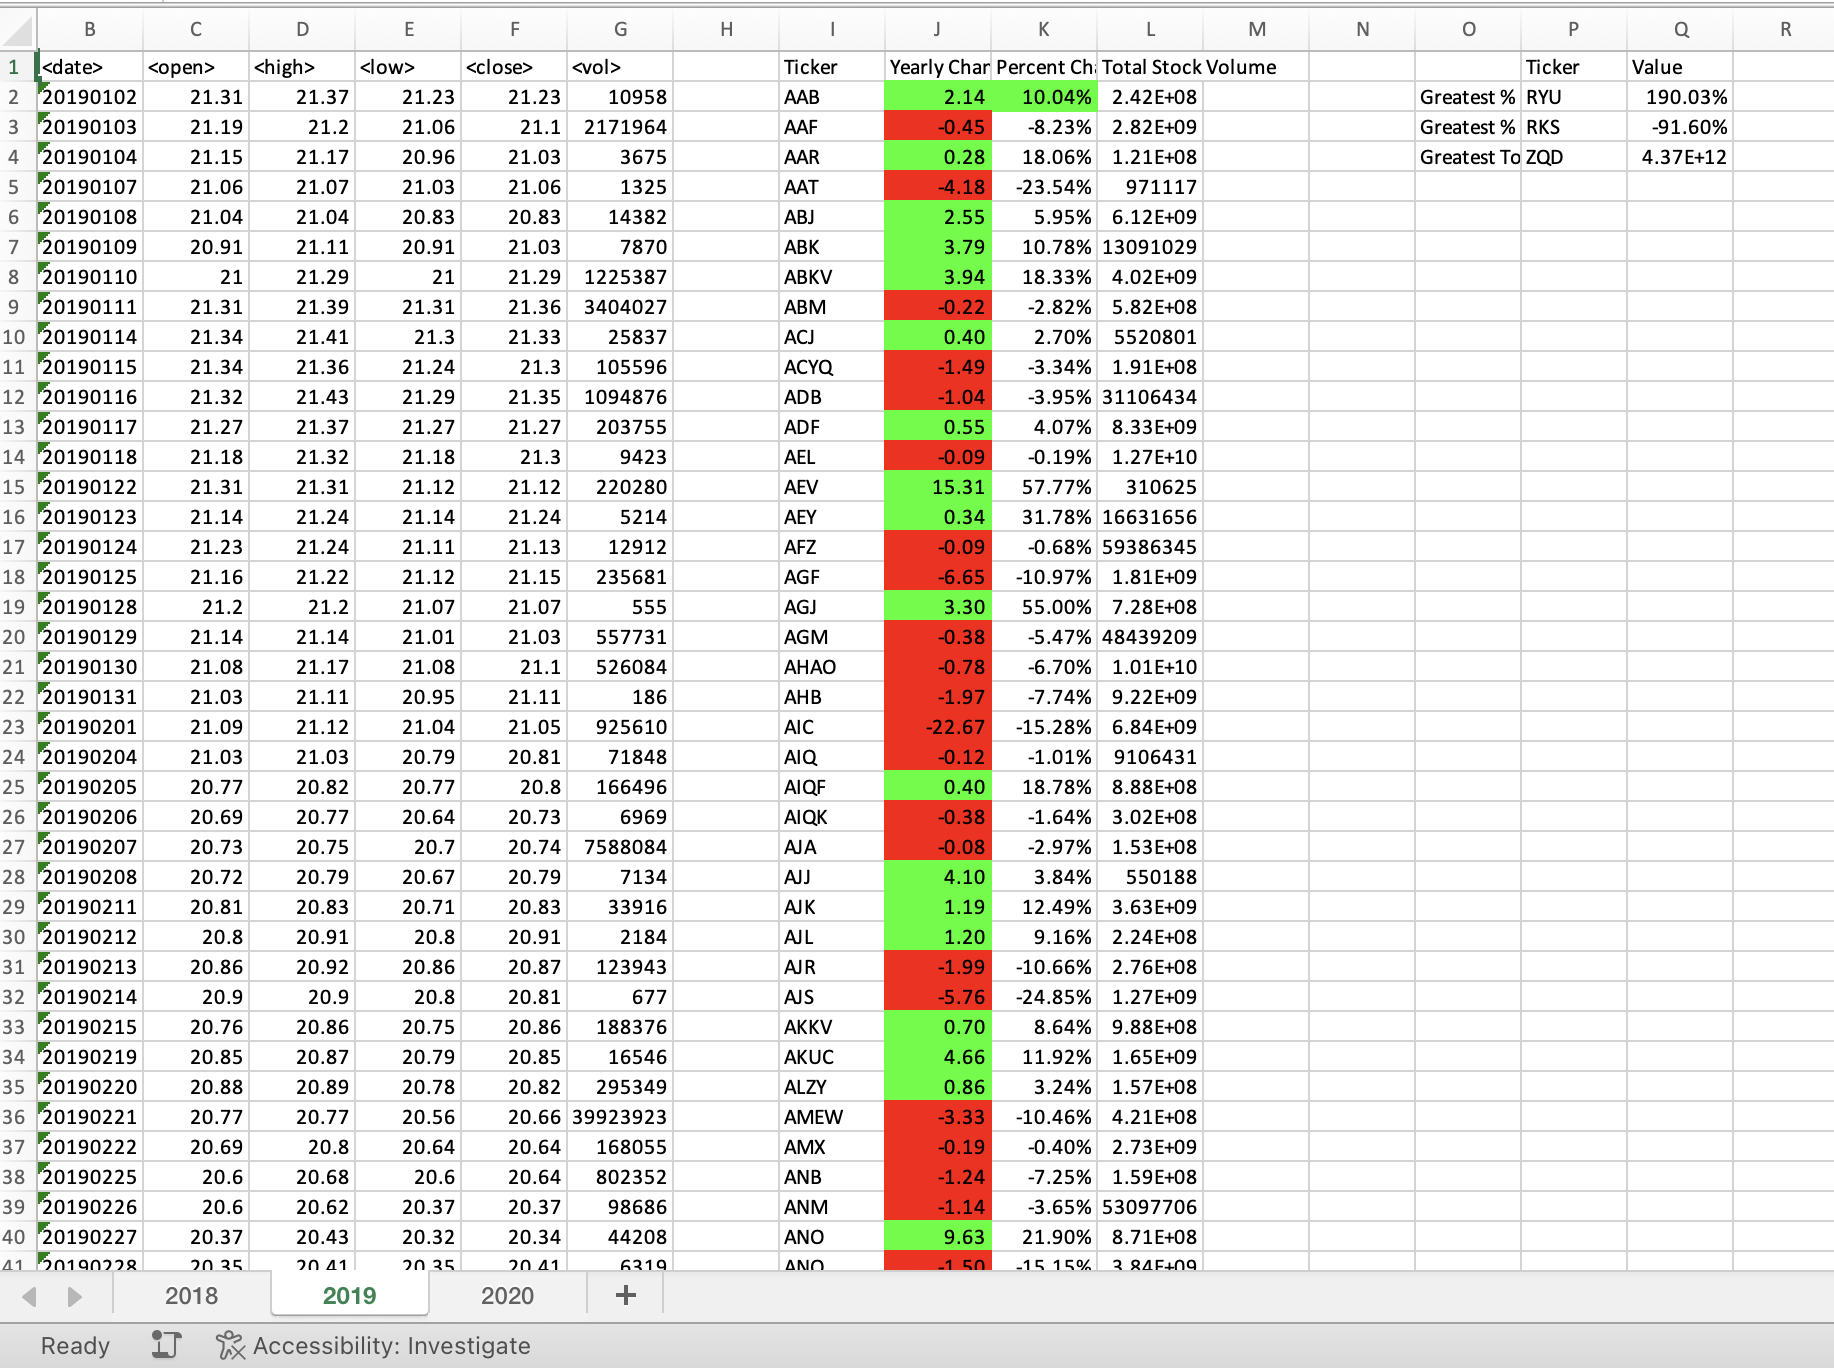 B C D E F G H I J K L M N O P Q R
1 <date> <open> <high> <low> <close> <vol> Ticker Yearly Char Percent Cha Total Stock Volume Ticker Value
2 20190102 21.31 21.37 21.23 21.23 10958 AAB 2.14 10.04% 2.42E+08 Greatest % RYU 190.03%
3 20190103 21.19 21.2 21.06 21.1 2171964 AAF -0.45 -8.23% 2.82E+09 Greatest % RKS -91.60%
4 20190104 21.15 21.17 20.96 21.03 3675 AAR 0.28 18.06% 1.21E+08 Greatest To ZQD 4.37E+12
5 20190107 21.06 21.07 21.03 21.06 1325 AAT -4.18 -23.54% 971117
6 20190108 21.04 21.04 20.83 20.83 14382 ABJ 2.55 5.95% 6.12E+09
7 20190109 20.91 21.11 20.91 21.03 7870 ABK 3.79 10.78% 13091029
8 20190110 21 21.29 21 21.29 1225387 ABKV 3.94 18.33% 4.02E+09
9 20190111 21.31 21.39 21.31 21.36 3404027 ABM -0.22 -2.82% 5.82E+08
10 20190114 21.34 21.41 21.3 21.33 25837 ACJ 0.40 2.70% 5520801
11 20190115 21.34 21.36 21.24 21.3 105596 ACYQ -1.49 -3.34% 1.91E+08
12 20190116 21.32 21.43 21.29 21.35 1094876 ADB -1.04 -3.95% 31106434
13 20190117 21.27 21.37 21.27 21.27 203755 ADF 0.55 4.07% 8.33E+09
14 20190118 21.18 21.32 21.18 21.3 9423 AEL -0.09 -0.19% 1.27E+10
15 20190122 21.31 21.31 21.12 21.12 220280 AEV 15.31 57.77% 310625
16 20190123 21.14 21.24 21.14 21.24 5214 AEY 0.34 31.78% 16631656
17 20190124 21.23 21.24 21.11 21.13 12912 AFZ -0.09 -0.68% 59386345
18 20190125 21.16 21.22 21.12 21.15 235681 AGF -6.65 -10.97% 1.81E+09
19 20190128 21.2 21.2 21.07 21.07 555 AGJ 3.30 55.00% 7.28E+08
20 20190129 21.14 21.14 21.01 21.03 557731 AGM -0.38 -5.47% 48439209
21 20190130 21.08 21.17 21.08 21.1 526084 AHAO -0.78 -6.70% 1.01E+10
22 20190131 21.03 21.11 20.95 21.11 186 AHB -1.97 -7.74% 9.22E+09
23 20190201 21.09 21.12 21.04 21.05 925610 AIC -22.67 -15.28% 6.84E+09
24 20190204 21.03 21.03 20.79 20.81 71848 AIQ -0.12 -1.01% 9106431
25 20190205 20.77 20.82 20.77 20.8 166496 AIQF 0.40 18.78% 8.88E+08
26 20190206 20.69 20.77 20.64 20.73 6969 AIQK -0.38 -1.64% 3.02E+08
27 20190207 20.73 20.75 20.7 20.74 7588084 AJA -0.08 -2.97% 1.53E+08
28 20190208 20.72 20.79 20.67 20.79 7134 AJJ 4.10 3.84% 550188
29 20190211 20.81 20.83 20.71 20.83 33916 AJK 1.19 12.49% 3.63E+09
30 20190212 20.8 20.91 20.8 20.91 2184 AJL 1.20 9.16% 2.24E+08
31 20190213 20.86 20.92 20.86 20.87 123943 AJR -1.99 -10.66% 2.76E+08
32 20190214 20.9 20.9 20.8 20.81 677 AJS -5.76 -24.85% 1.27E+09
33 20190215 20.76 20.86 20.75 20.86 188376 AKKV 0.70 8.64% 9.88E+08
34 20190219 20.85 20.87 20.79 20.85 16546 AKUC 4.66 11.92% 1.65E+09
35 20190220 20.88 20.89 20.78 20.82 295349 ALZY 0.86 3.24% 1.57E+08
36 20190221 20.77 20.77 20.56 20.66 39923923 AMEW -3.33 -10.46% 4.21E+08
37 20190222 20.69 20.8 20.64 20.64 168055 AMX -0.19 -0.40% 2.73E+09
38 20190225 20.6 20.68 20.6 20.64 802352 ANB -1.24 -7.25% 1.59E+08
39 20190226 20.6 20.62 20.37 20.37 98686 ANM -1.14 -3.65% 53097706
40 20190227 20.37 20.43 20.32 20.34 44208 ANO 9.63 21.90% 8.71E+08
41 20190228 20.35 20.41 20.35 20.41 6319 -1.50 -15.15% 3.84E+09
2018 2019 2020 +
Ready Accessibility: Investigate